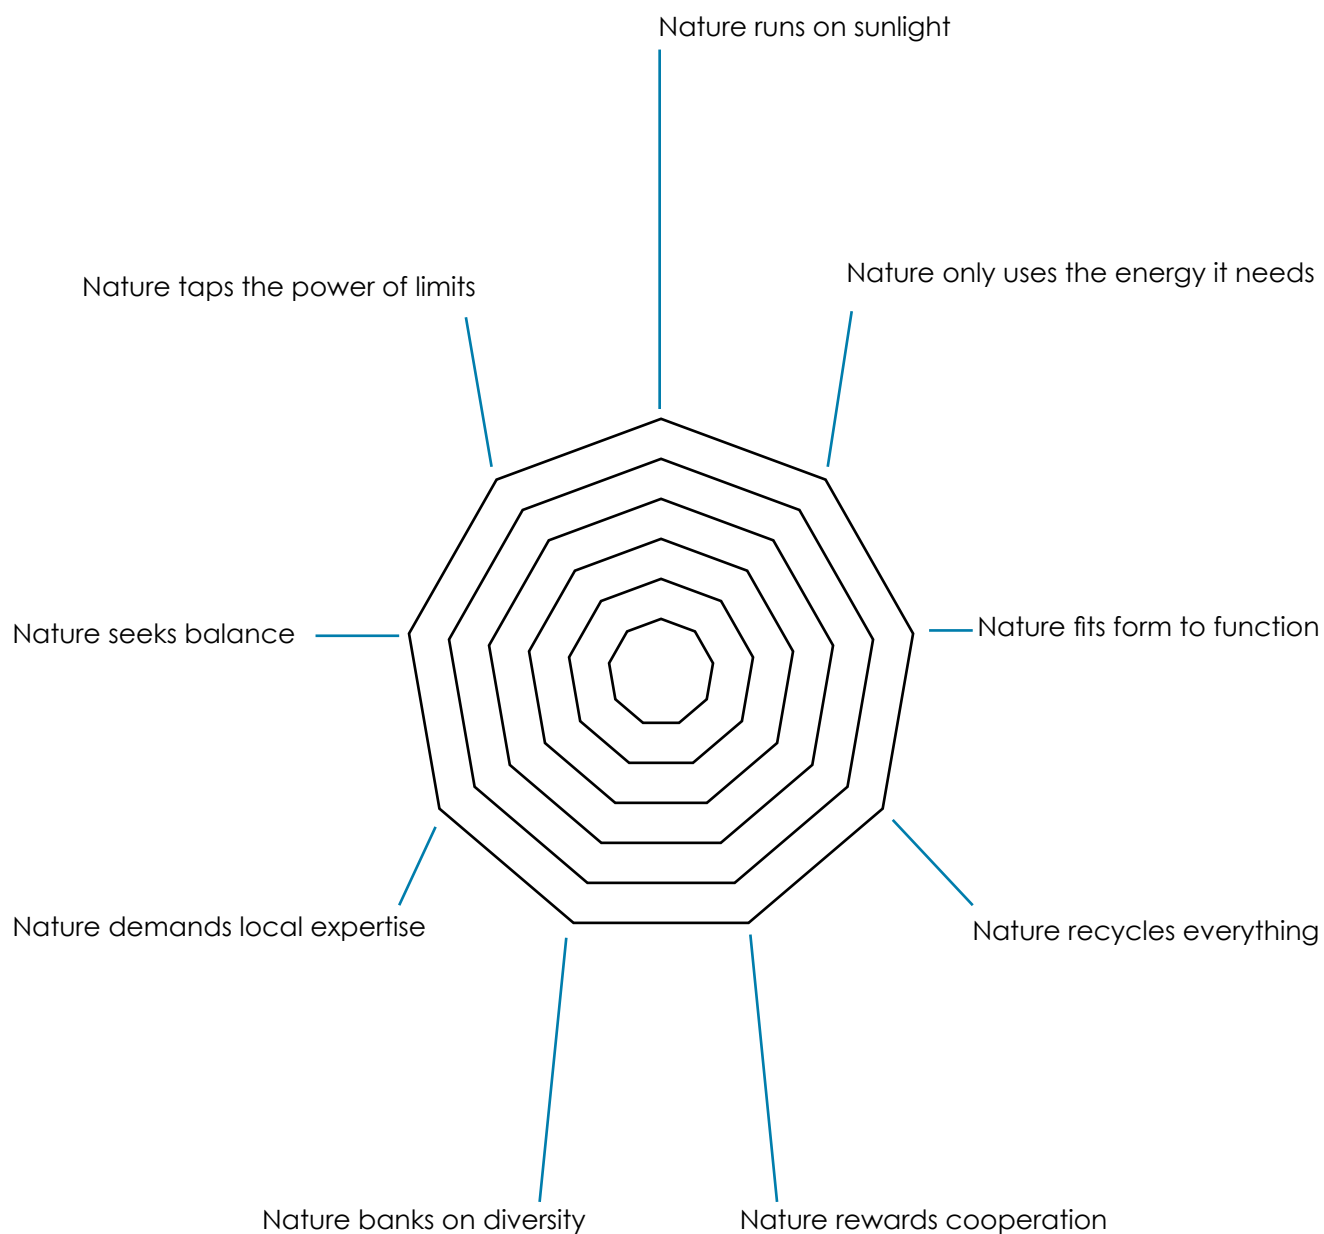 Nature runs on sunlight
Nature taps the power of limits
Nature only uses the energy it needs
Nature seeks balance
Nature fits form to function
Nature demands local expertise
Nature recycles everything
Nature banks on diversity
Nature rewards cooperation